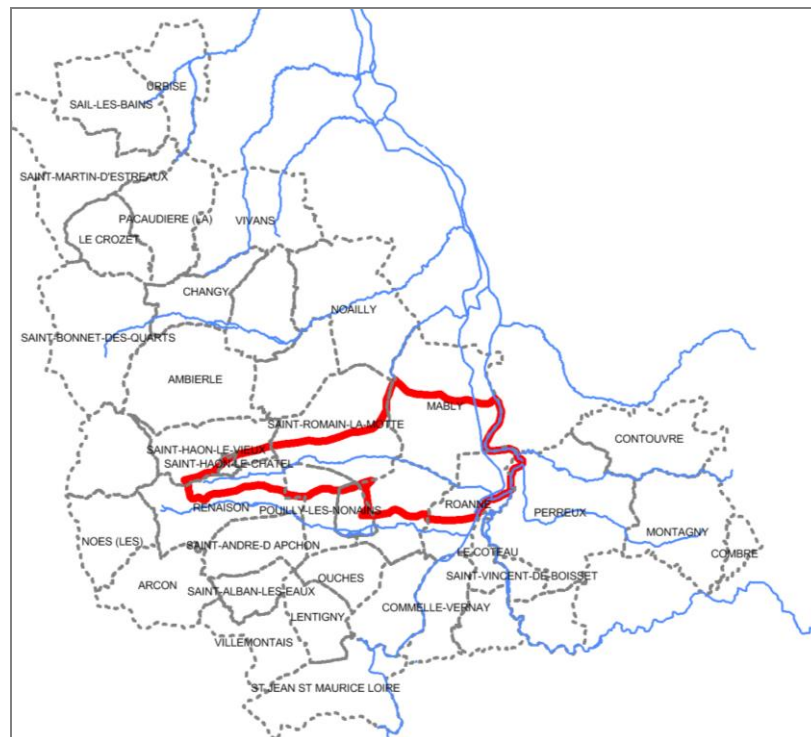 URBISE
SAIL-LES-BAINS
SAINT-MARTIN-D'ESTREAUX
PACAUDIERE (LA)
VIVANS
LE CROZET
CHANGY
NOAILLY
SAINT-BONNET-DES-QUARTS
AMBIERLE
MABLY
SAINT-ROMAIN-LA-MOTTE
CONTOUVRE
SAINT-HAON-LE-VIEUX
SAINT-HAON-LE-CHATEL
RENAISON
ROANNE
PERREUX
POUILLY-LES-NONAINS
MONTAGNY
NOES (LES)
SAINT-ANDRE-D APCHON
LE COTEAU
COMBRE
ARCON
OUCHES
SAINT-VINCENT-DE-BOISSET
SAINT-ALBAN-LES-EAUX
COMMELLE-VERNAY
LENTIGNY
VILLEMONTAIS
ST JEAN ST MAURICE LOIRE